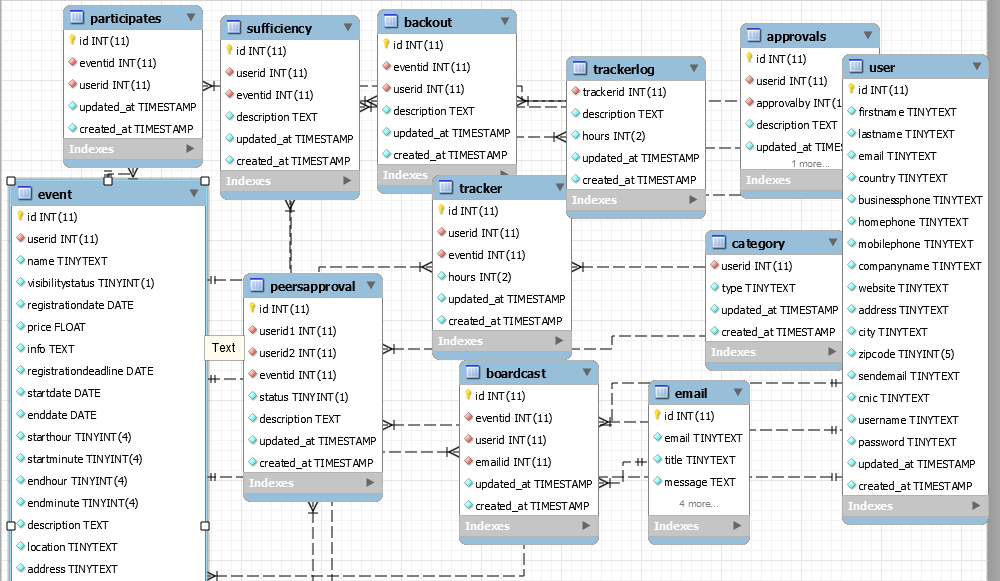 participates
id INT(11)
eventid INT(11)
userid INT(11)
updated_at TIMESTAMP
created_at TIMESTAMP
Indexes
sufficiency
id INT(11)
userid INT(11)
eventid INT(11)
description TEXT
updated_at TIMESTAMP
created_at TIMESTAMP
Indexes
backout
id INT(11)
eventid INT(11)
userid INT(11)
description TEXT
updated_at TIMESTAMP
created_at TIMESTAMP
Indexes
trackerlog
trackerid INT(11)
description TEXT
hours INT(2)
updated_at TIMESTAMP
created_at TIMESTAMP
Indexes
approvals
id INT(11)
userid INT(11)
approvalby INT(1
description TEXT
updated_at TIMES
1 more...
Indexes
user
id INT(11)
firstname TINYTEXT
lastname TINYTEXT
email TINYTEXT
country TINYTEXT
businessphone TINYTEXT
homephone TINYTEXT
mobilephone TINYTEXT
companyname TINYTEXT
website TINYTEXT
address TINYTEXT
city TINYTEXT
zipcode TINYTEXT(5)
sendemail TINYTEXT
cnic TINYTEXT
username TINYTEXT
password TINYTEXT
updated_at TIMESTAMP
created_at TIMESTAMP
Indexes
event
id INT(11)
userid INT(11)
name TINYTEXT
visibilitystatus TINYINT(1)
registrationdate DATE
price FLOAT
info TEXT
registrationdeadline DATE
startdate DATE
enddate DATE
starthour TINYINT(4)
startminute TINYINT(4)
endhour TINYINT(4)
endminute TINYINT(4)
description TEXT
location TINYTEXT
address TINYTEXT
Text
peersapproval
id INT(11)
userid1 INT(11)
userid2 INT(11)
eventid INT(11)
status TINYINT(1)
description TEXT
updated_at TIMESTAMP
created_at TIMESTAMP
Indexes
tracker
id INT(11)
userid INT(11)
eventid INT(11)
hours INT(2)
updated_at TIMESTAMP
created_at TIMESTAMP
Indexes
category
userid INT(11)
type TINYTEXT
updated_at TIMESTAMP
created_at TIMESTAMP
Indexes
boardcast
id INT(11)
eventid INT(11)
userid INT(11)
emailid INT(11)
updated_at TIMESTAMP
created_at TIMESTAMP
Indexes
email
id INT(11)
email TINYTEXT
title TINYTEXT
message TEXT
4 more...
Indexes